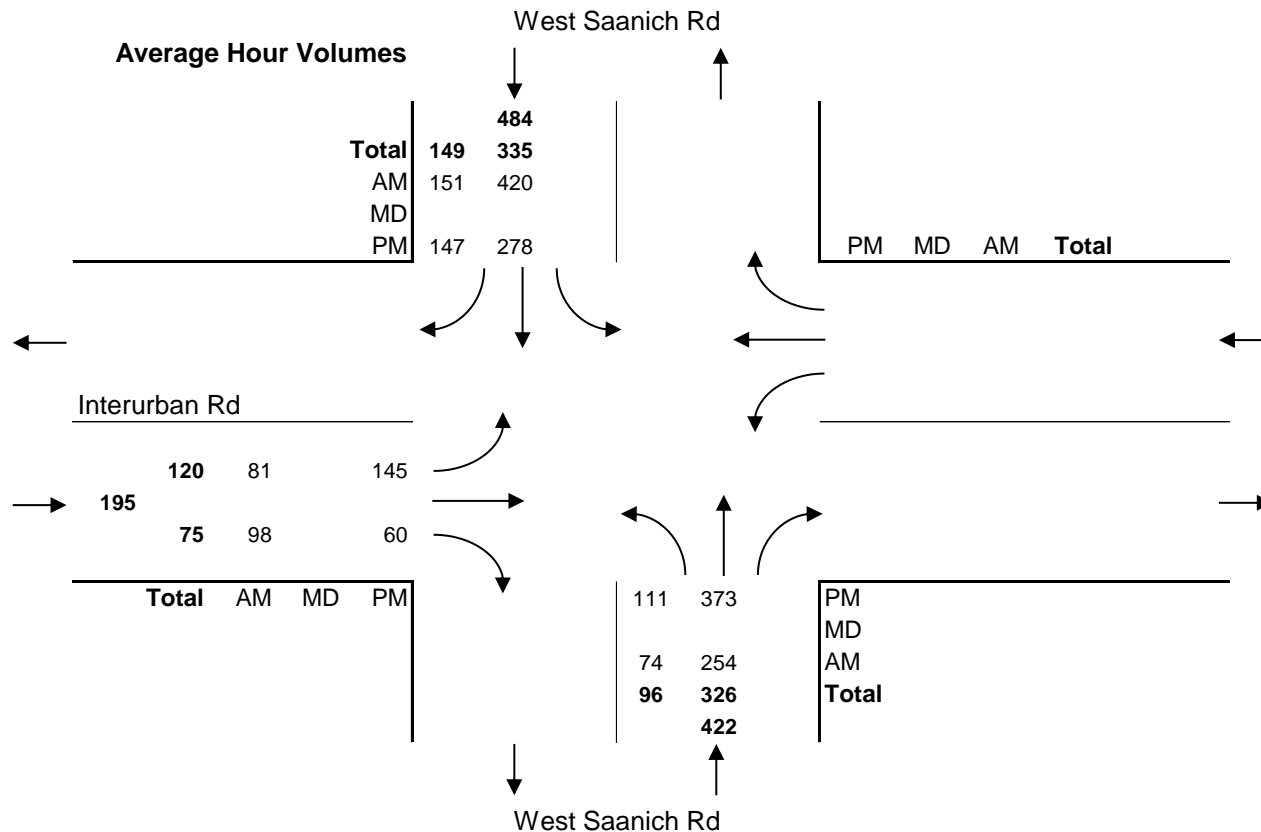 West Saanich Rd
Average Hour Volumes
484
Total 149 335
AM 151 420
MD
PM 147 278
PM MD AM Total
Interurban Rd
120 81 145
195
75 98 60
Total AM MD PM
111 373 PM
MD
74 254 AM
96 326 Total
422
West Saanich Rd